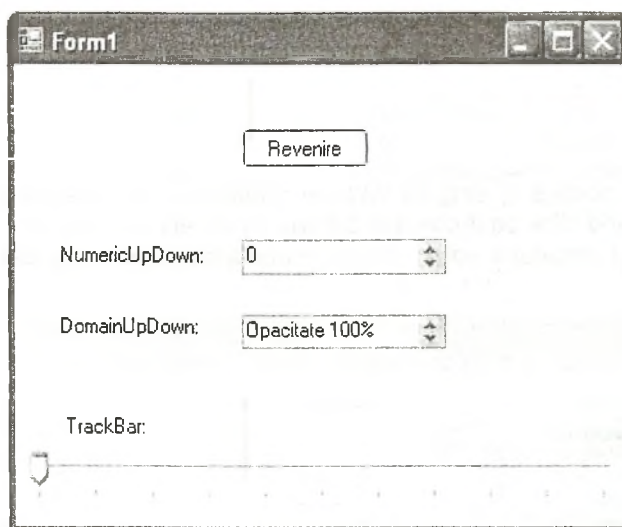 Form1
Revenire
NumericUpDown: 0
DomainUpDown: Opacitate 100%
TrackBar: